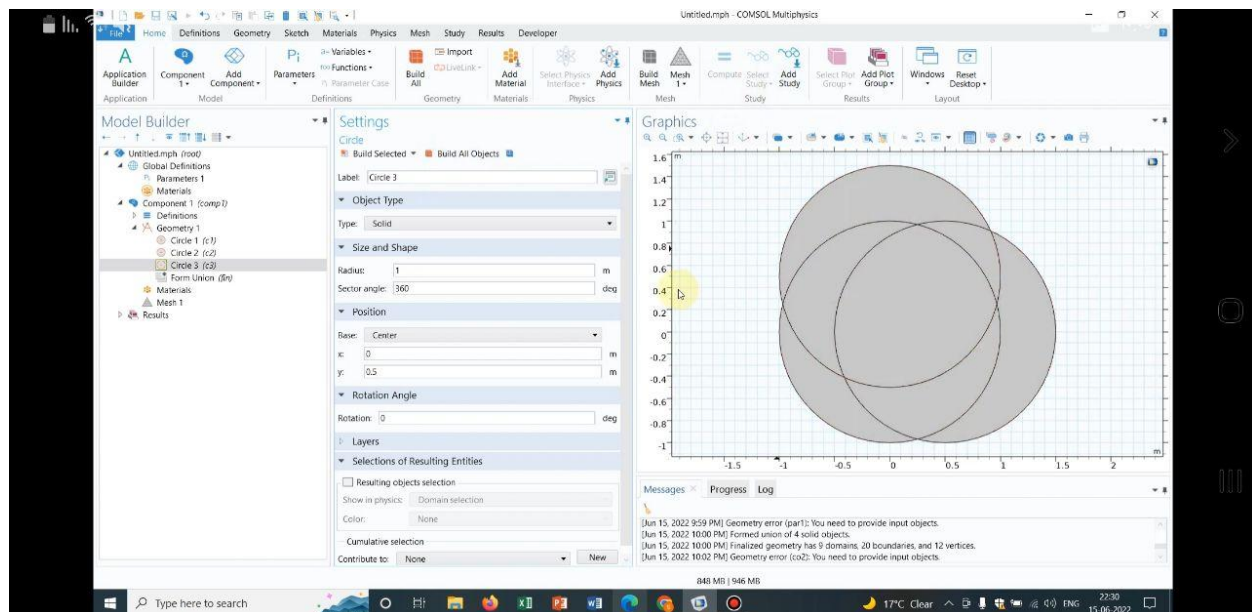 Untitled.mph - COMSOL Multiphysics
File Home Definitions Geometry Sketch Materials Physics Mesh Study Results Developer
Application Builder
Component 1
Add Component
Pi
Parameters
a= Variables
f(x) Functions
Pi Parameter Case
Build All
Import
LiveLink
Add Material
Select Physics Interface
Add Physics
Build Mesh
Mesh 1
Compute
Select Study
Add Study
Select Plot Group
Add Plot Group
Windows
Reset Desktop
Application Model Definitions Geometry Materials Physics Mesh Study Results Layout
Model Builder
Untitled.mph (root)
Global Definitions
Parameters 1
Materials
Component 1 (comp1)
Definitions
Geometry 1
Circle 1 (c1)
Circle 2 (c2)
Circle 3 (c3)
Form Union (fin)
Materials
Mesh 1
Results
Settings
Circle
Build Selected Build All Objects
Label: Circle 3
Object Type
Type: Solid
Size and Shape
Radius: 1 m
Sector angle: 360 deg
Position
Base: Center
x: 0 m
y: 0.5 m
Rotation Angle
Rotation: 0 deg
Layers
Selections of Resulting Entities
Resulting objects selection
Show in physics: Domain selection
Color: None
Cumulative selection
Contribute to: None New
Graphics
m
1.6
1.4
1.2
1
0.8
0.6
0.4
0.2
0
-0.2
-0.4
-0.6
-0.8
-1
-1.5 -1 -0.5 0 0.5 1 1.5 2
m
Messages Progress Log
[Jun 15, 2022 9:59 PM] Geometry error (par1): You need to provide input objects.
[Jun 15, 2022 10:00 PM] Formed union of 4 solid objects.
[Jun 15, 2022 10:00 PM] Finalized geometry has 9 domains, 20 boundaries, and 12 vertices.
[Jun 15, 2022 10:02 PM] Geometry error (co2): You need to provide input objects.
848 MB | 946 MB
Type here to search
17°C Clear ENG
22:30
15-06-2022